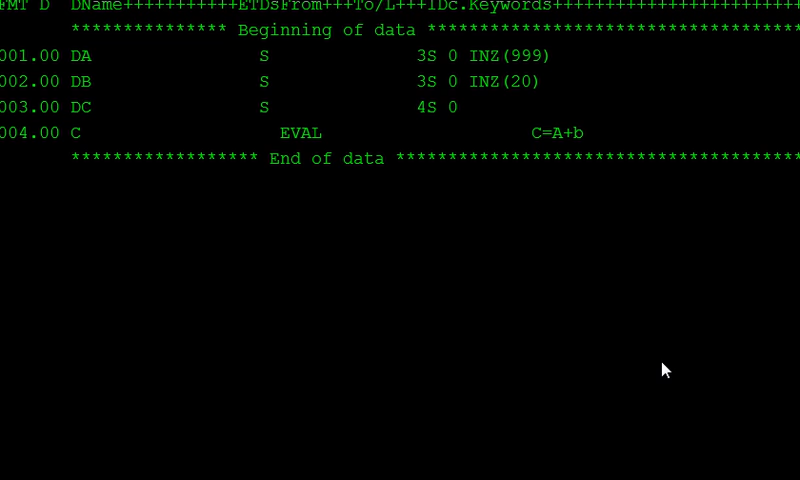 FMT D  DName+++++++++++ETDsFrom+++To/L+++IDc.Keywords++++++++++++++++++++++++
*************** Beginning of data ************************************
001.00 DA                S              3S 0 INZ(999)
002.00 DB                S              3S 0 INZ(20)
003.00 DC                S              4S 0
004.00 C                   EVAL                    C=A+b
****************** End of data ***************************************